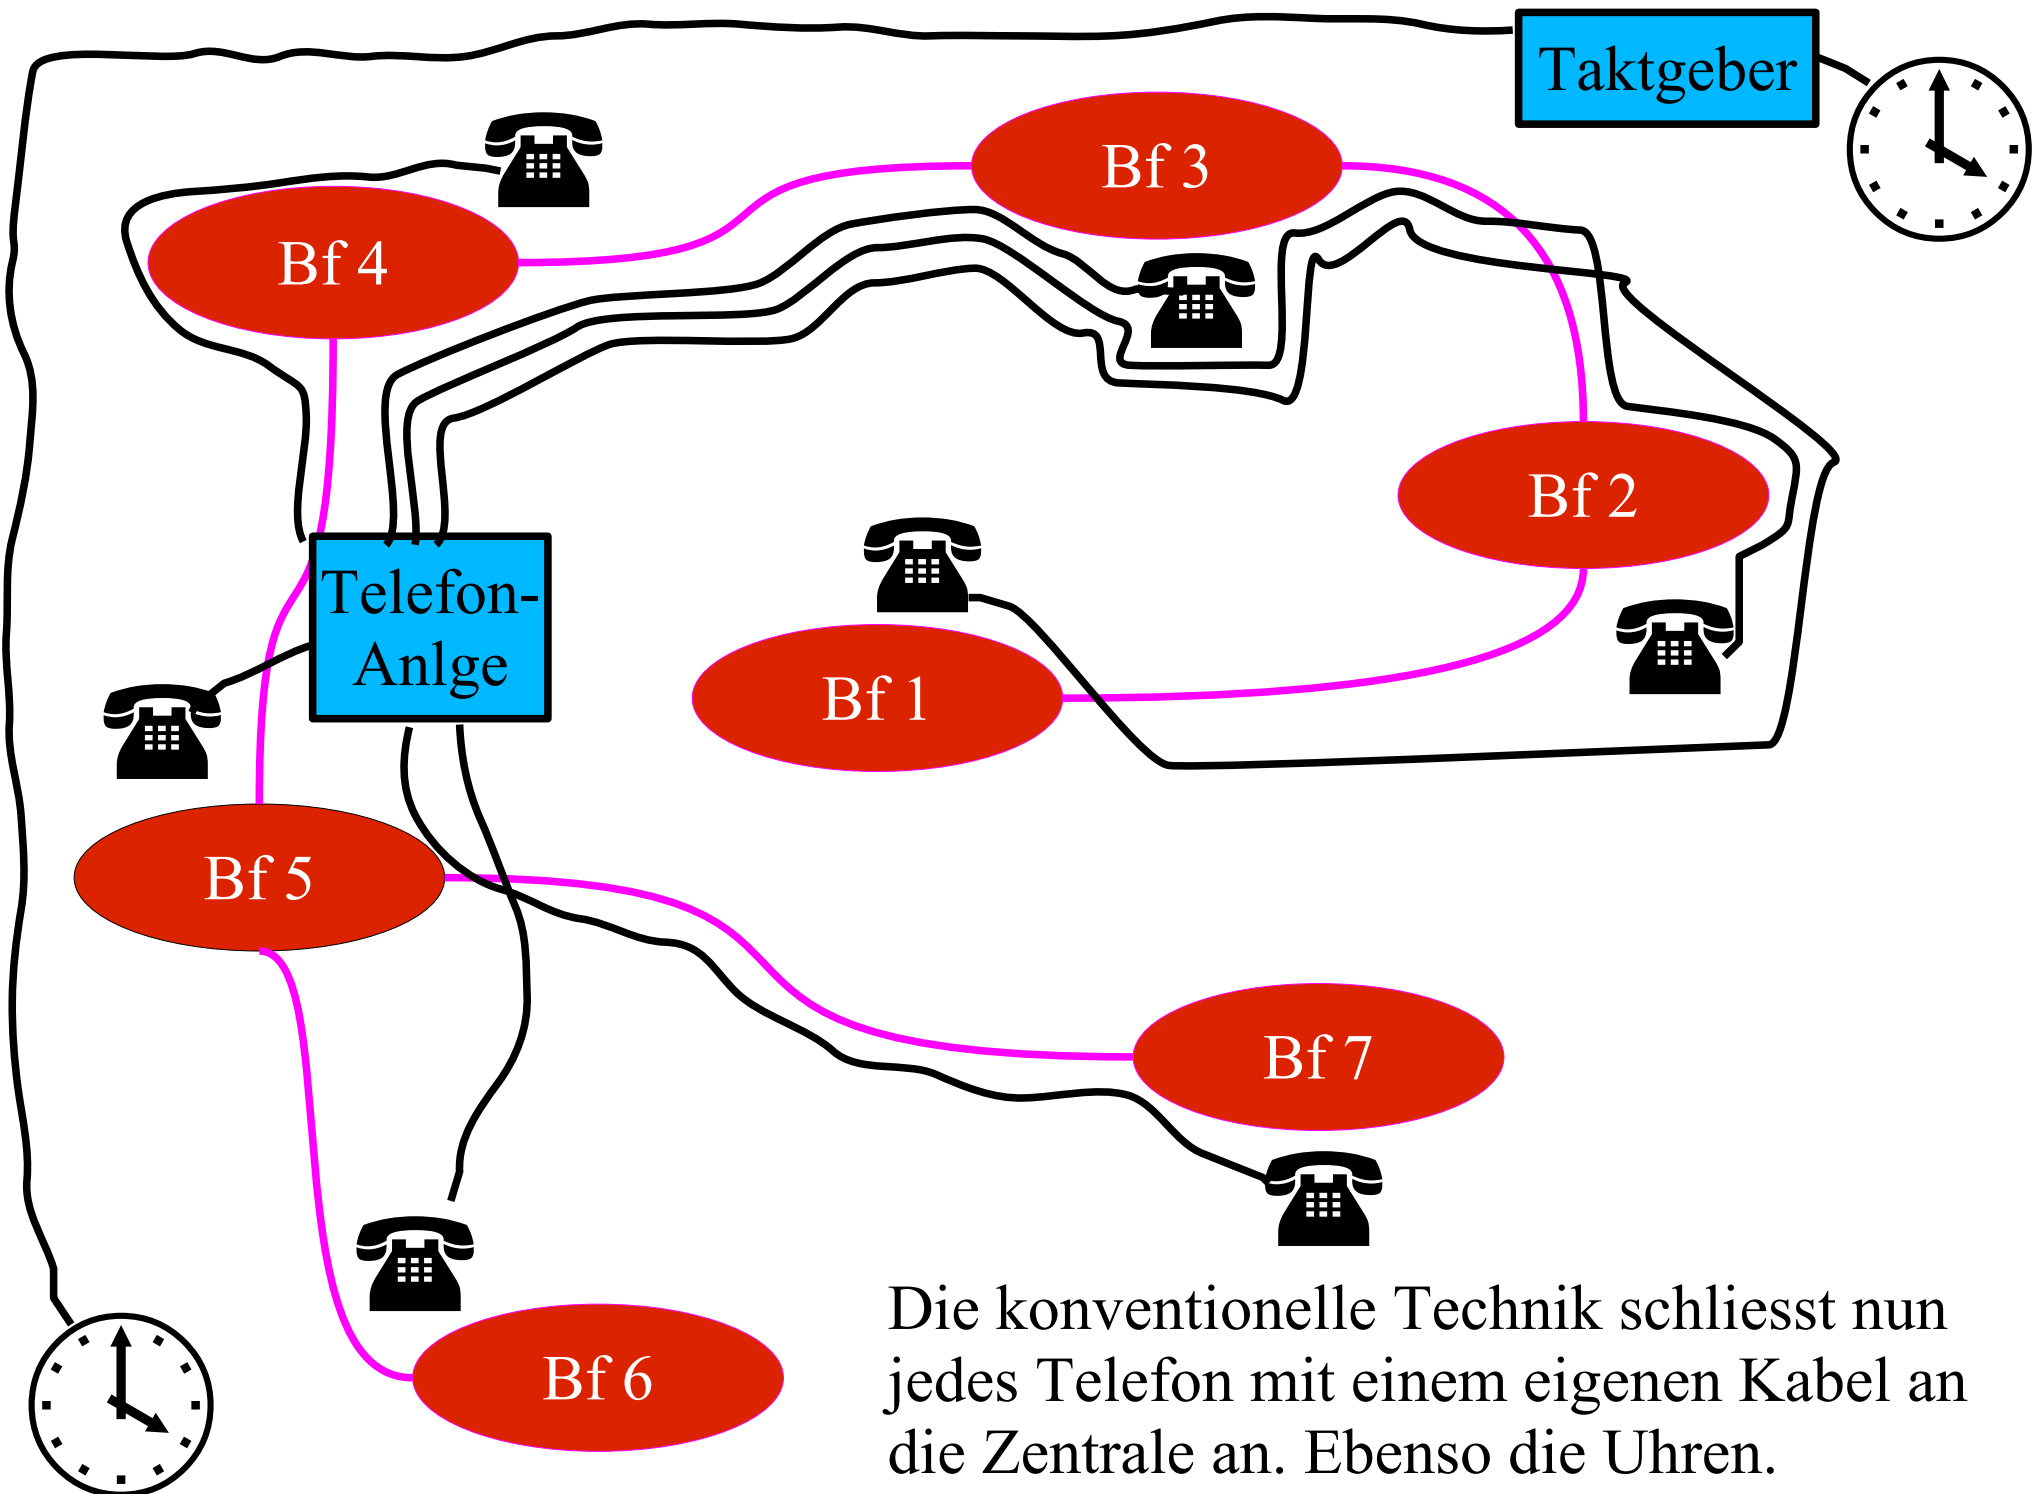 Taktgeber
Bf 3
Bf 4
Bf 2
Telefon-
Anlge
Bf 1
Bf 5
Bf 7
Bf 6
Die konventionelle Technik schliesst nun
jedes Telefon mit einem eigenen Kabel an
die Zentrale an. Ebenso die Uhren.